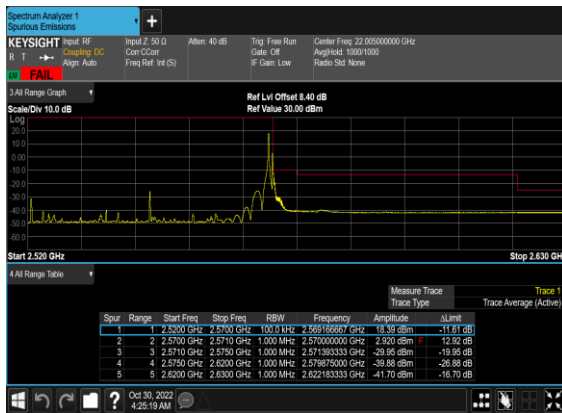 Spectrum Analyzer 1
Spurious Emissions
KEYSIGHT Input: RF Input Z: 50 Ω Atten: 40 dB Trig: Free Run Center Freq: 22.005000000 GHz
R T Coupling: DC Corr CCorr Gate: Off Avg|Hold: 1000/1000
Align: Auto Freq Ref: Int (S) IF Gain: Low Radio Std: None
FAIL
3 All Range Graph
Ref Lvl Offset 8.40 dB
Scale/Div 10.0 dB Ref Value 30.00 dBm
Log
20.0
10.0
0.00
-10.0
-20.0
-30.0
-40.0
-50.0
-60.0
Start 2.520 GHz Stop 2.630 GH
4 All Range Table
Measure Trace Trace 1
Trace Type Trace Average (Active)
Spur Range Start Freq Stop Freq RBW Frequency Amplitude ΔLimit
1 1 2.5200 GHz 2.5700 GHz 100.0 kHz 2.569166667 GHz 18.39 dBm -11.61 dB
2 2 2.5700 GHz 2.5710 GHz 1.000 MHz 2.570000000 GHz 2.920 dBm F 12.92 dB
3 3 2.5710 GHz 2.5750 GHz 1.000 MHz 2.571393333 GHz -29.95 dBm -19.95 dB
4 4 2.5750 GHz 2.6200 GHz 1.000 MHz 2.579875000 GHz -39.88 dBm -26.88 dB
5 5 2.6200 GHz 2.6300 GHz 1.000 MHz 2.622183333 GHz -41.70 dBm -16.70 dB
Oct 30, 2022
4:25:19 AM